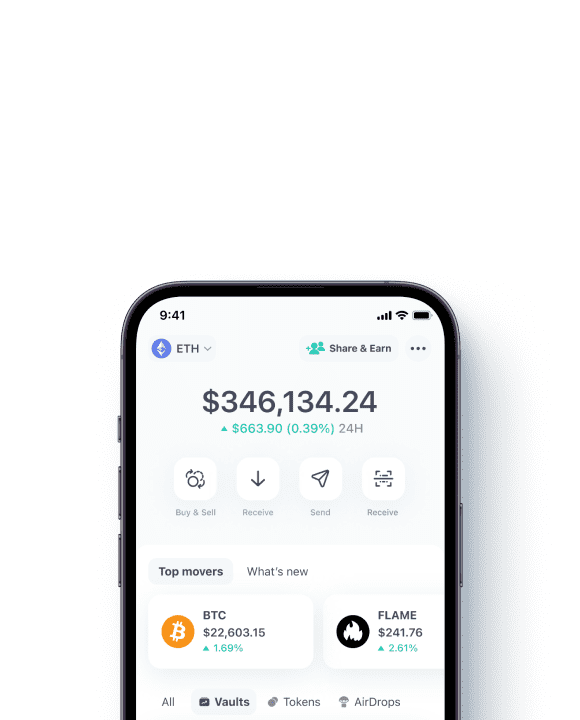 9:41
ETH
Share & Earn
$346,134.24
$663.90 (0.39%) 24H
Buy & Sell
Receive
Send
Receive
Top movers
What's new
BTC
$22,603.15
1.69%
FLAME
$241.76
2.61%
All
Vaults
Tokens
AirDrops